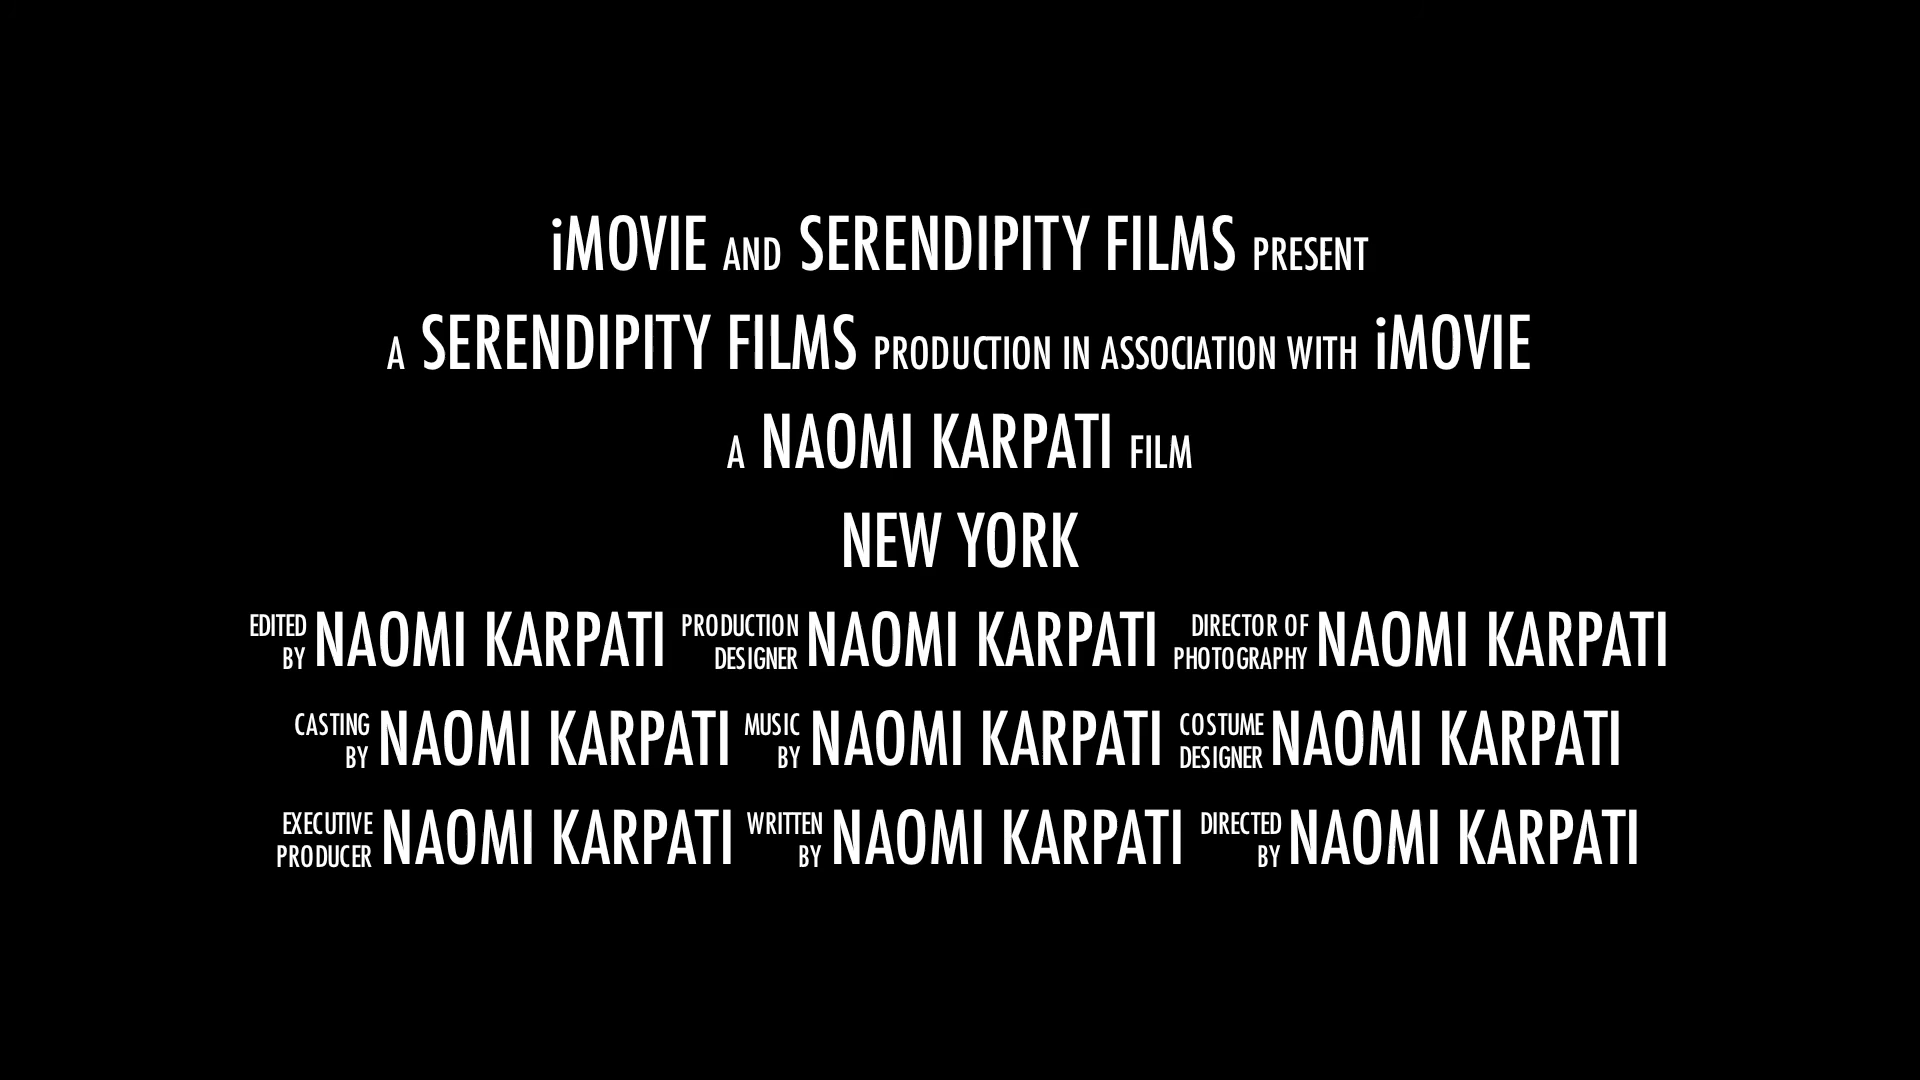 iMOVIE AND SERENDIPITY FILMS PRESENT
A SERENDIPITY FILMS PRODUCTION IN ASSOCIATION WITH iMOVIE
A NAOMI KARPATI FILM
NEW YORK
EDITED BY NAOMI KARPATI PRODUCTION DESIGNER NAOMI KARPATI DIRECTOR OF PHOTOGRAPHY NAOMI KARPATI
CASTING BY NAOMI KARPATI MUSIC BY NAOMI KARPATI COSTUME DESIGNER NAOMI KARPATI
EXECUTIVE PRODUCER NAOMI KARPATI WRITTEN BY NAOMI KARPATI DIRECTED BY NAOMI KARPATI